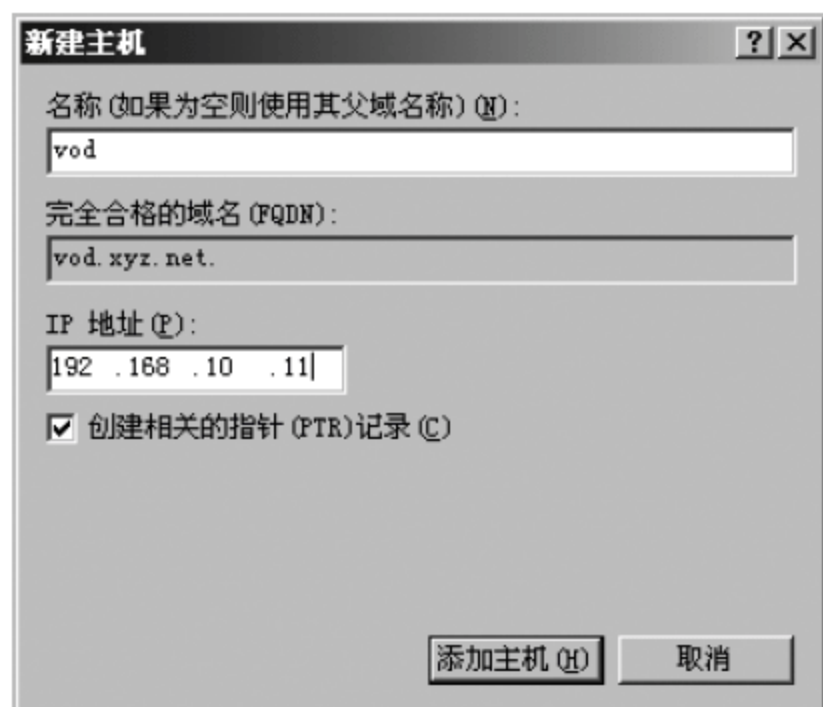 新建主机
名称(如果为空则使用其父域名称)(N):
vod
完全合格的域名(FQDN):
vod.xyz.net.
IP 地址(P):
192 .168 .10 .11
创建相关的指针(PTR)记录(C)
添加主机(H) 取消